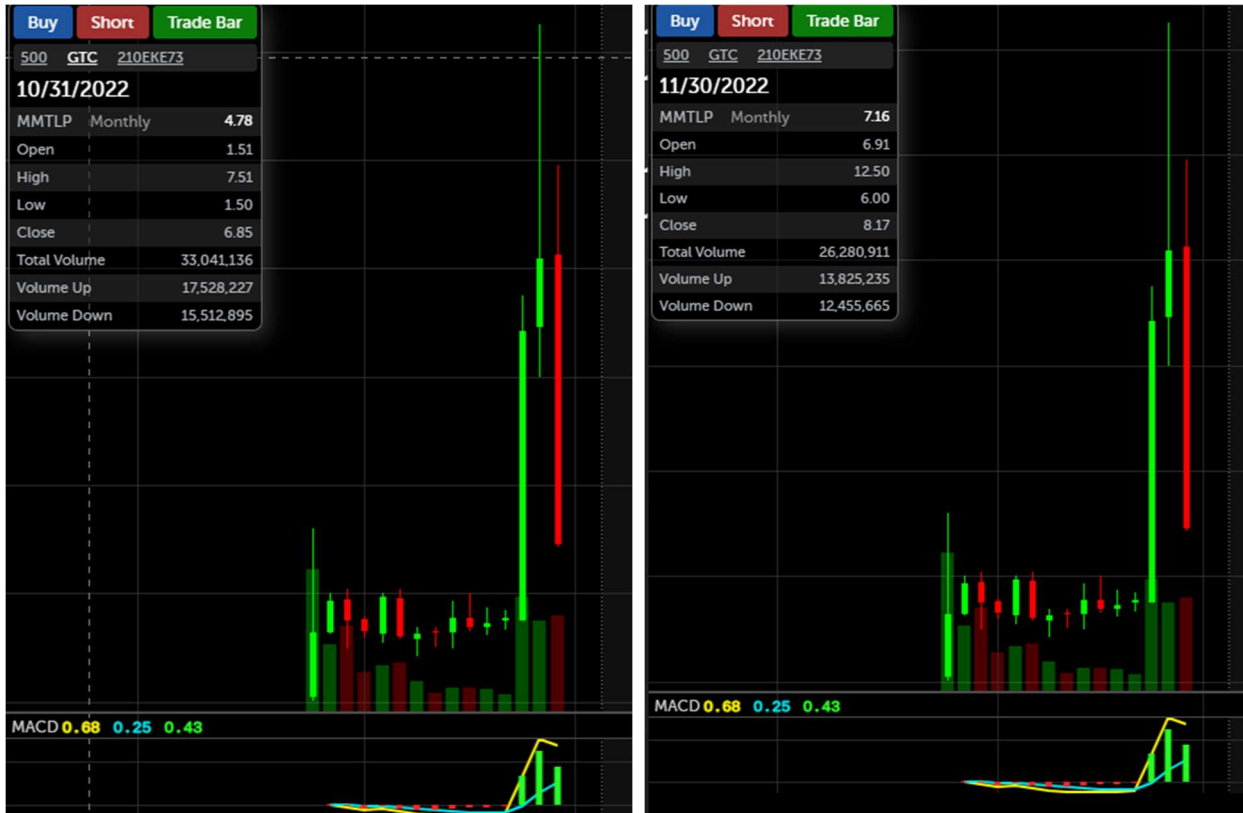 Buy Short Trade Bar
500 GTC 210EKE73
10/31/2022
MMTLP Monthly 4.78
Open 1.51
High 7.51
Low 1.50
Close 6.85
Total Volume 33,041,136
Volume Up 17,528,227
Volume Down 15,512,895
MACD 0.68 0.25 0.43
Buy Short Trade Bar
500 GTC 210EKE73
11/30/2022
MMTLP Monthly 7.16
Open 6.91
High 12.50
Low 6.00
Close 8.17
Total Volume 26,280,911
Volume Up 13,825,235
Volume Down 12,455,665
MACD 0.68 0.25 0.43